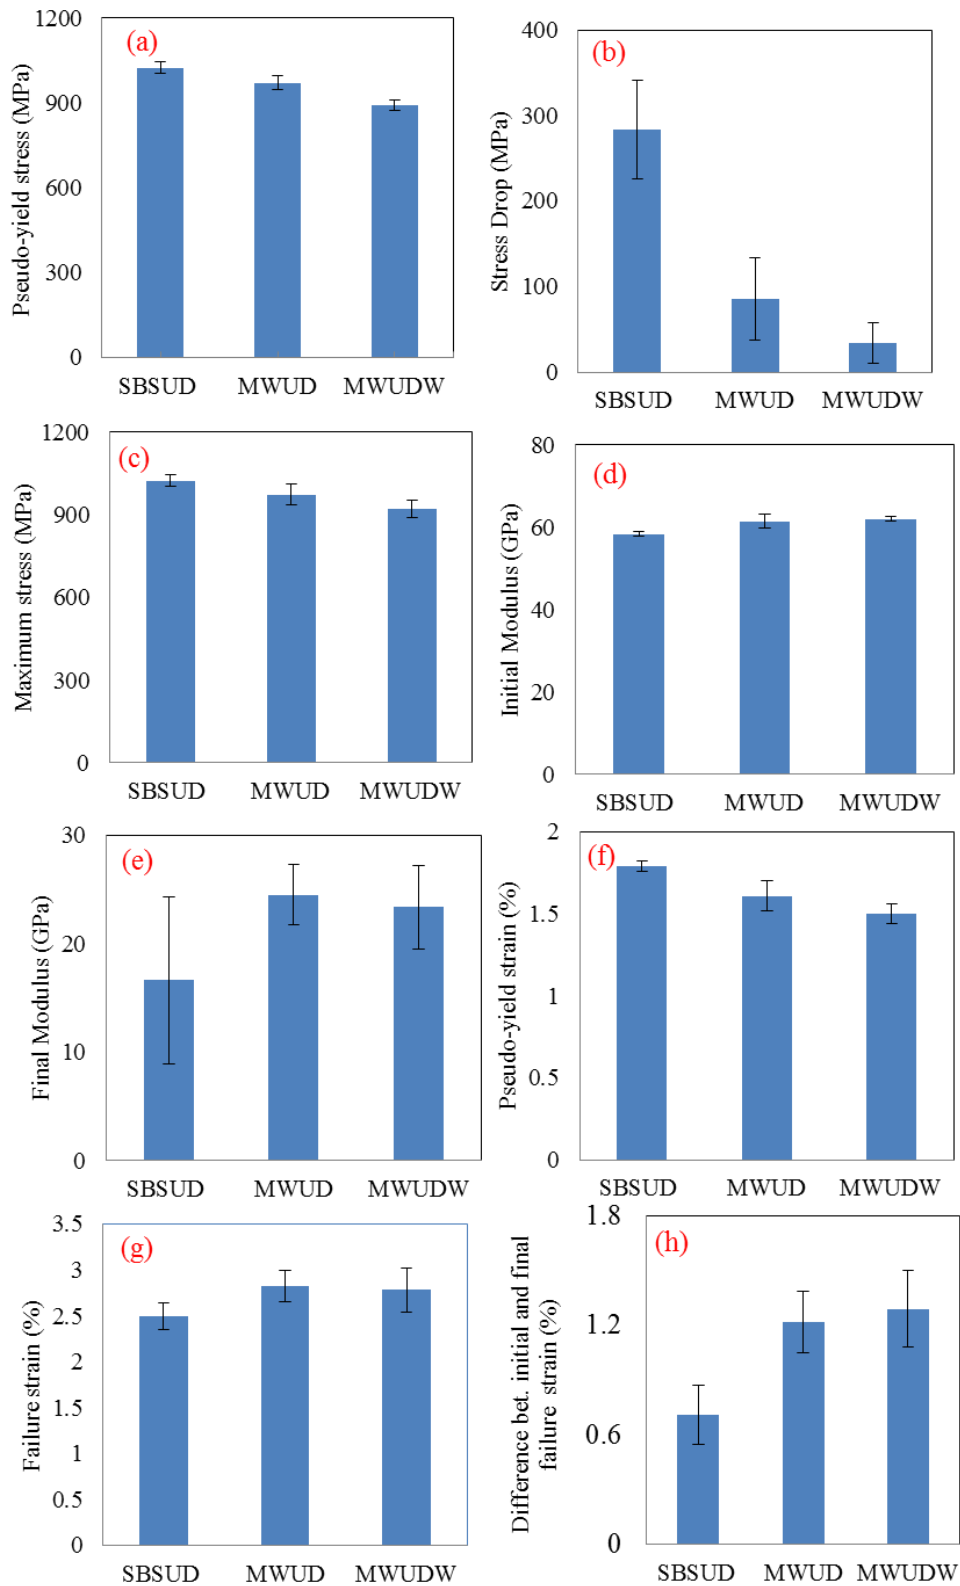 (a)
Pseudo-yield stress (MPa)
1200
900
600
300
0
SBSUD MWUD MWUDW
(b)
Stress Drop (MPa)
400
300
200
100
0
SBSUD MWUD MWUDW
(c)
Maximum stress (MPa)
1200
900
600
300
0
SBSUD MWUD MWUDW
(d)
Initial Modulus (GPa)
80
60
40
20
0
SBSUD MWUD MWUDW
(e)
Final Modulus (GPa)
30
20
10
0
SBSUD MWUD MWUDW
(f)
Pseudo-yield strain (%)
2
1.5
1
0.5
0
SBSUD MWUD MWUDW
(g)
Failure strain (%)
3.5
3
2.5
2
1.5
1
0.5
0
SBSUD MWUD MWUDW
(h)
Difference bet. initial and final
failure strain (%)
1.8
1.2
0.6
0
SBSUD MWUD MWUDW